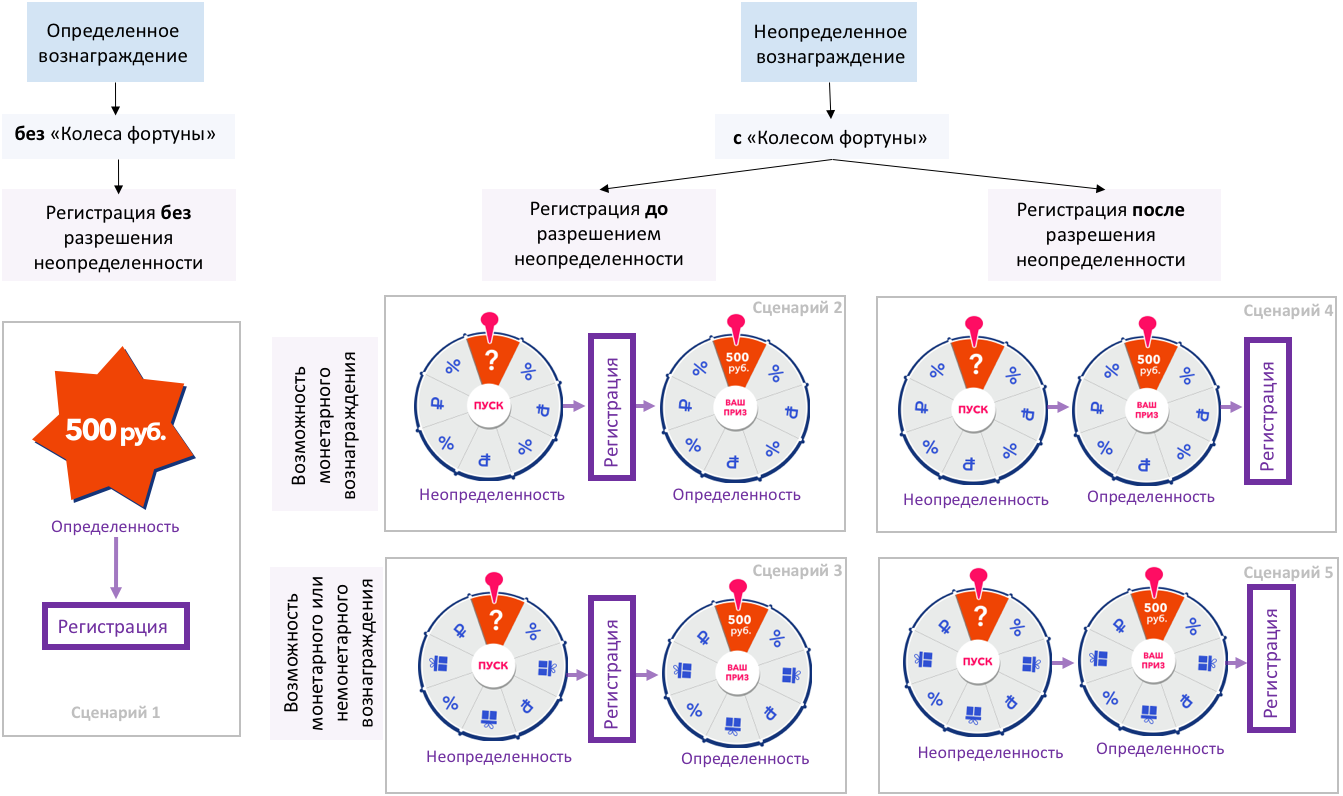 Определенное
вознаграждение
Неопределенное
вознаграждение
без «Колеса фортуны»
с «Колесом фортуны»
Регистрация без
разрешения
неопределенности
Регистрация до
разрешением
неопределенности
Регистрация после
разрешения
неопределенности
500 руб.
Определенность
Регистрация
Сценарий 1
Возможность
монетарного
вознаграждения
Сценарий 2
?
%
%
%
%
₽
₽
₽
ПУСК
Неопределенность
Регистрация
500
руб.
%
%
%
%
₽
₽
₽
ВАШ
ПРИЗ
Определенность
Сценарий 4
?
%
%
%
%
₽
₽
₽
ПУСК
Неопределенность
500
руб.
%
%
%
%
₽
₽
₽
ВАШ
ПРИЗ
Определенность
Регистрация
Возможность
монетарного или
немонетарного
вознаграждения
Сценарий 3
?
₽
%
%
₽
ПУСК
Неопределенность
Регистрация
500
руб.
₽
%
%
₽
ВАШ
ПРИЗ
Определенность
Сценарий 5
?
₽
%
%
₽
ПУСК
Неопределенность
500
руб.
₽
%
%
₽
ВАШ
ПРИЗ
Определенность
Регистрация